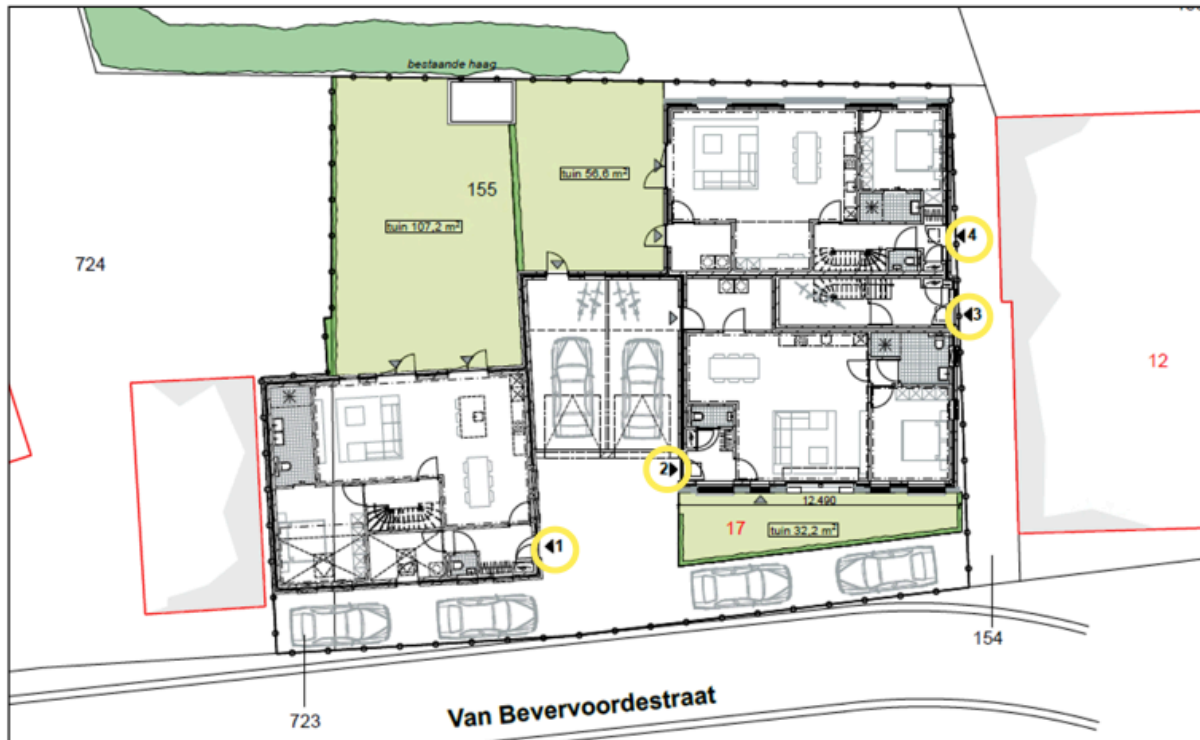 bestaande haag
tuin 56,6 m²
155
tuin 107,2 m²
724
4
3
12
2
12.490
17
tuin 32,2 m²
1
154
723
Van Bevervoordestraat